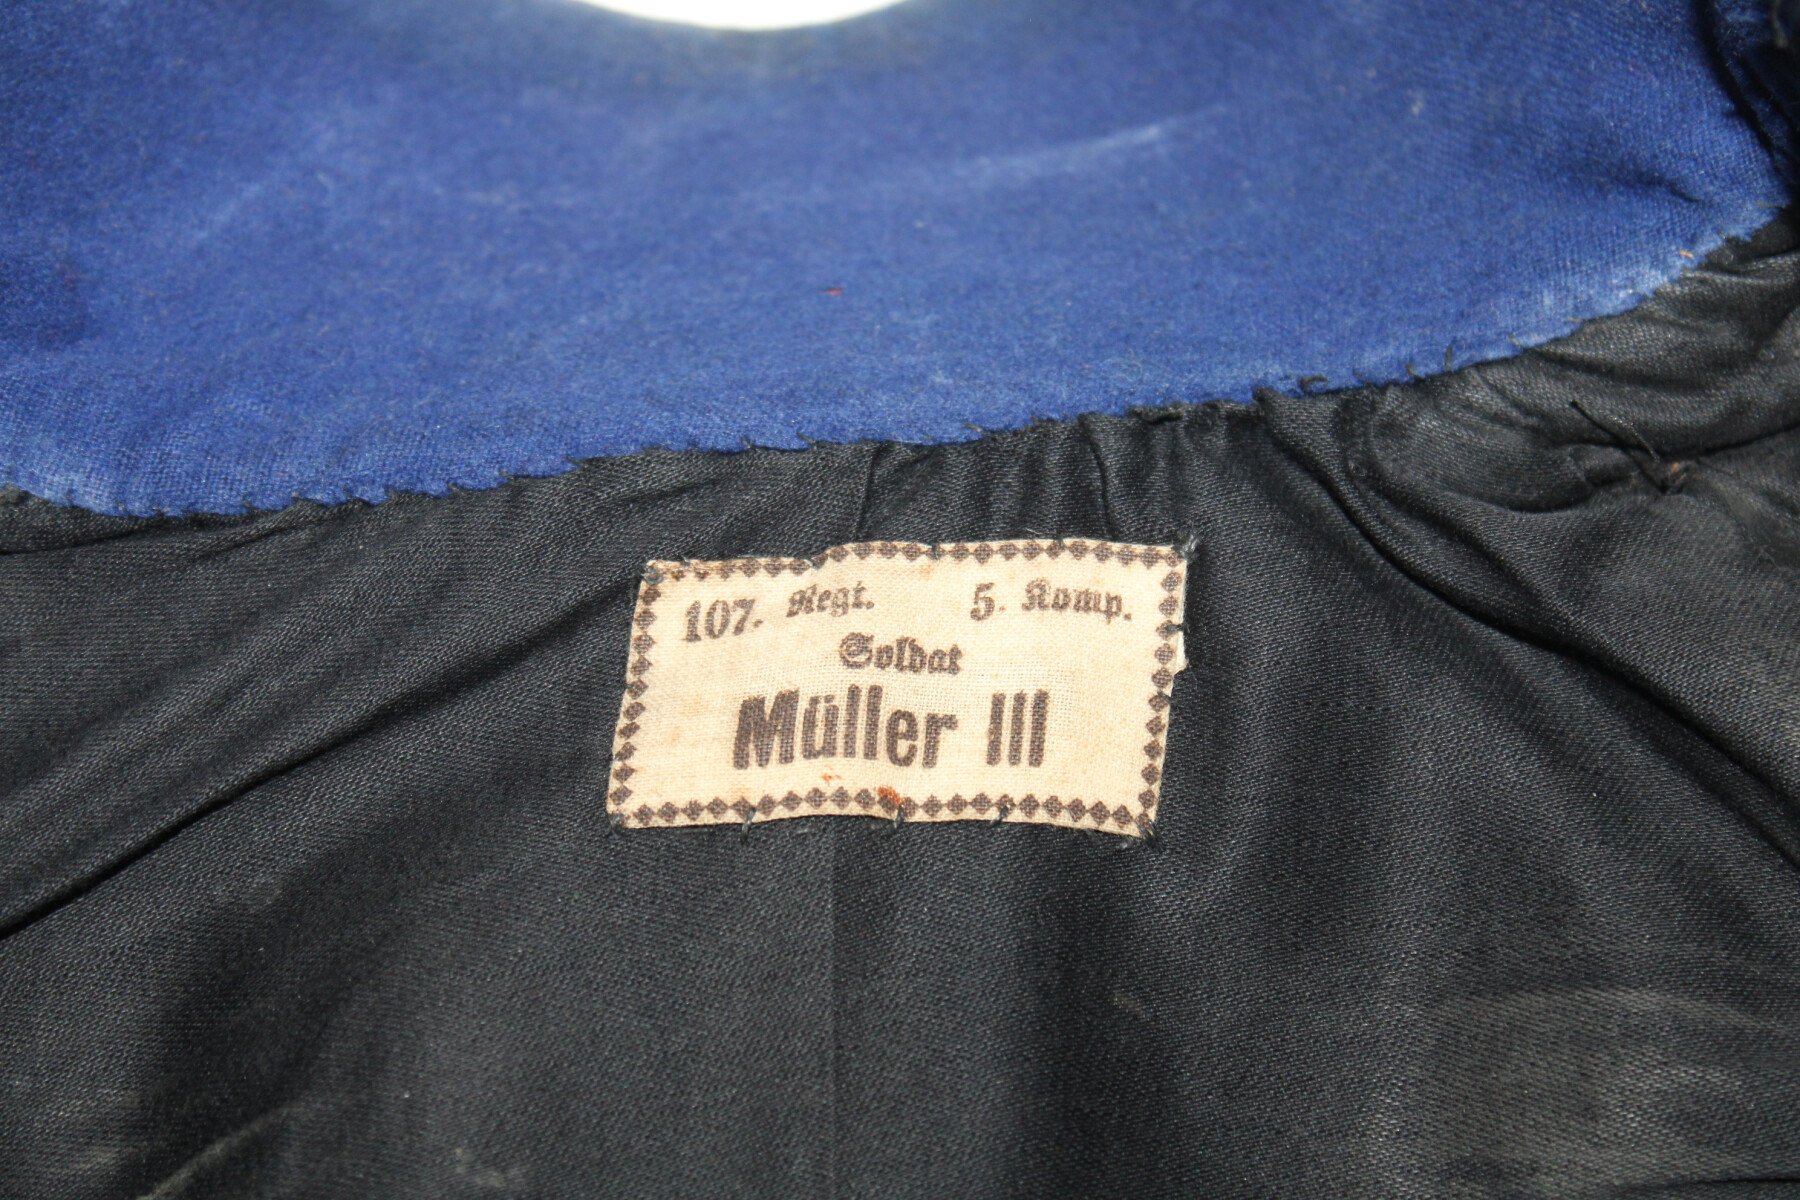 107. Regt. 5. Komp.
Soldat
Müller III